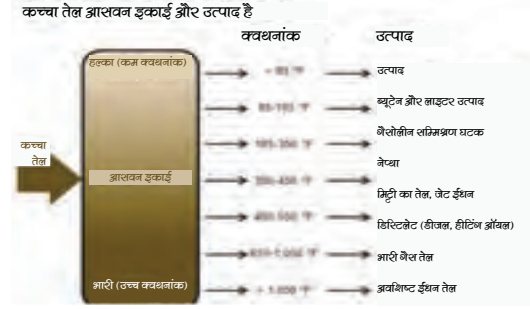 कच्चा तेल आसवन इकाई और उत्पाद है
क्वथनांक
उत्पाद
हल्का (कम क्वथनांक)
उत्पाद
ब्यूटेन और लाइटर उत्पाद
गैसोलीन सम्मिश्रण घटक
कच्चा
तेल
आसवन इकाई
नेप्था
मिट्टी का तेल, जेट ईंधन
डिस्टिलेट (डीजल, हीटिंग ऑयल)
भारी गैस तेल
भारी (उच्च क्वथनांक)
अवशिष्ट ईंधन तेल